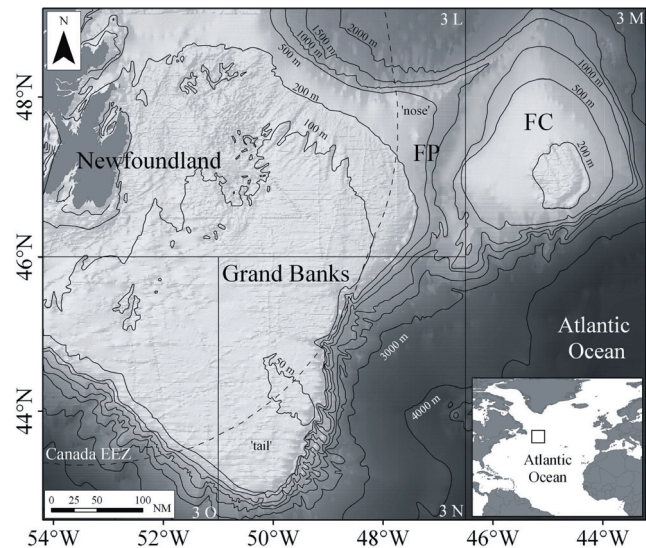 N
3 L
3 M
2000 m
1500 m
1000 m
500 m
1000 m
500 m
200 m
100 m
'nose'
FC
200 m
FP
Newfoundland
Grand Banks
50 m
3000 m
4000 m
Atlantic
Ocean
'tail'
Canada EEZ
0 25 50 100
NM
3 O
3 N
Atlantic
Ocean
48°N
46°N
44°N
54°W 52°W 50°W 48°W 46°W 44°W